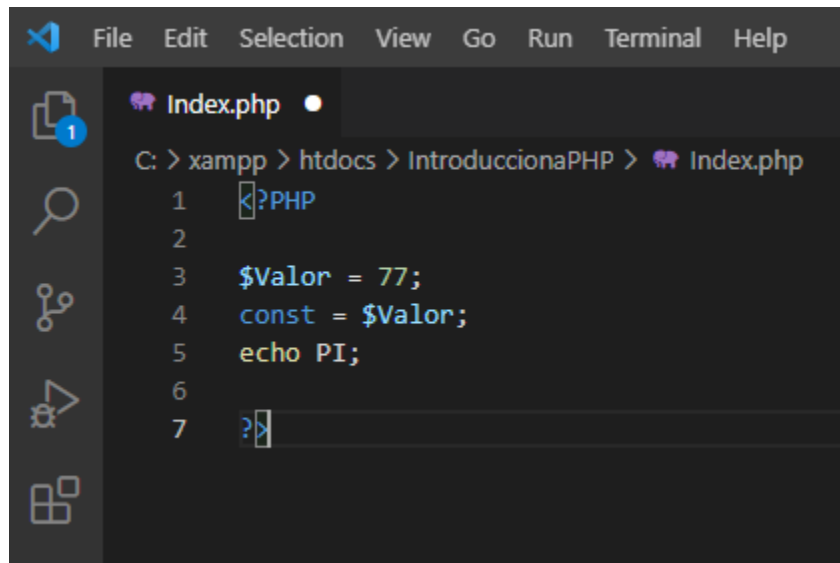 File Edit Selection View Go Run Terminal Help
Index.php
1
C: > xampp > htdocs > IntroduccionaPHP > Index.php
1 <?PHP
2
3 $Valor = 77;
4 const = $Valor;
5 echo PI;
6
7 ?>